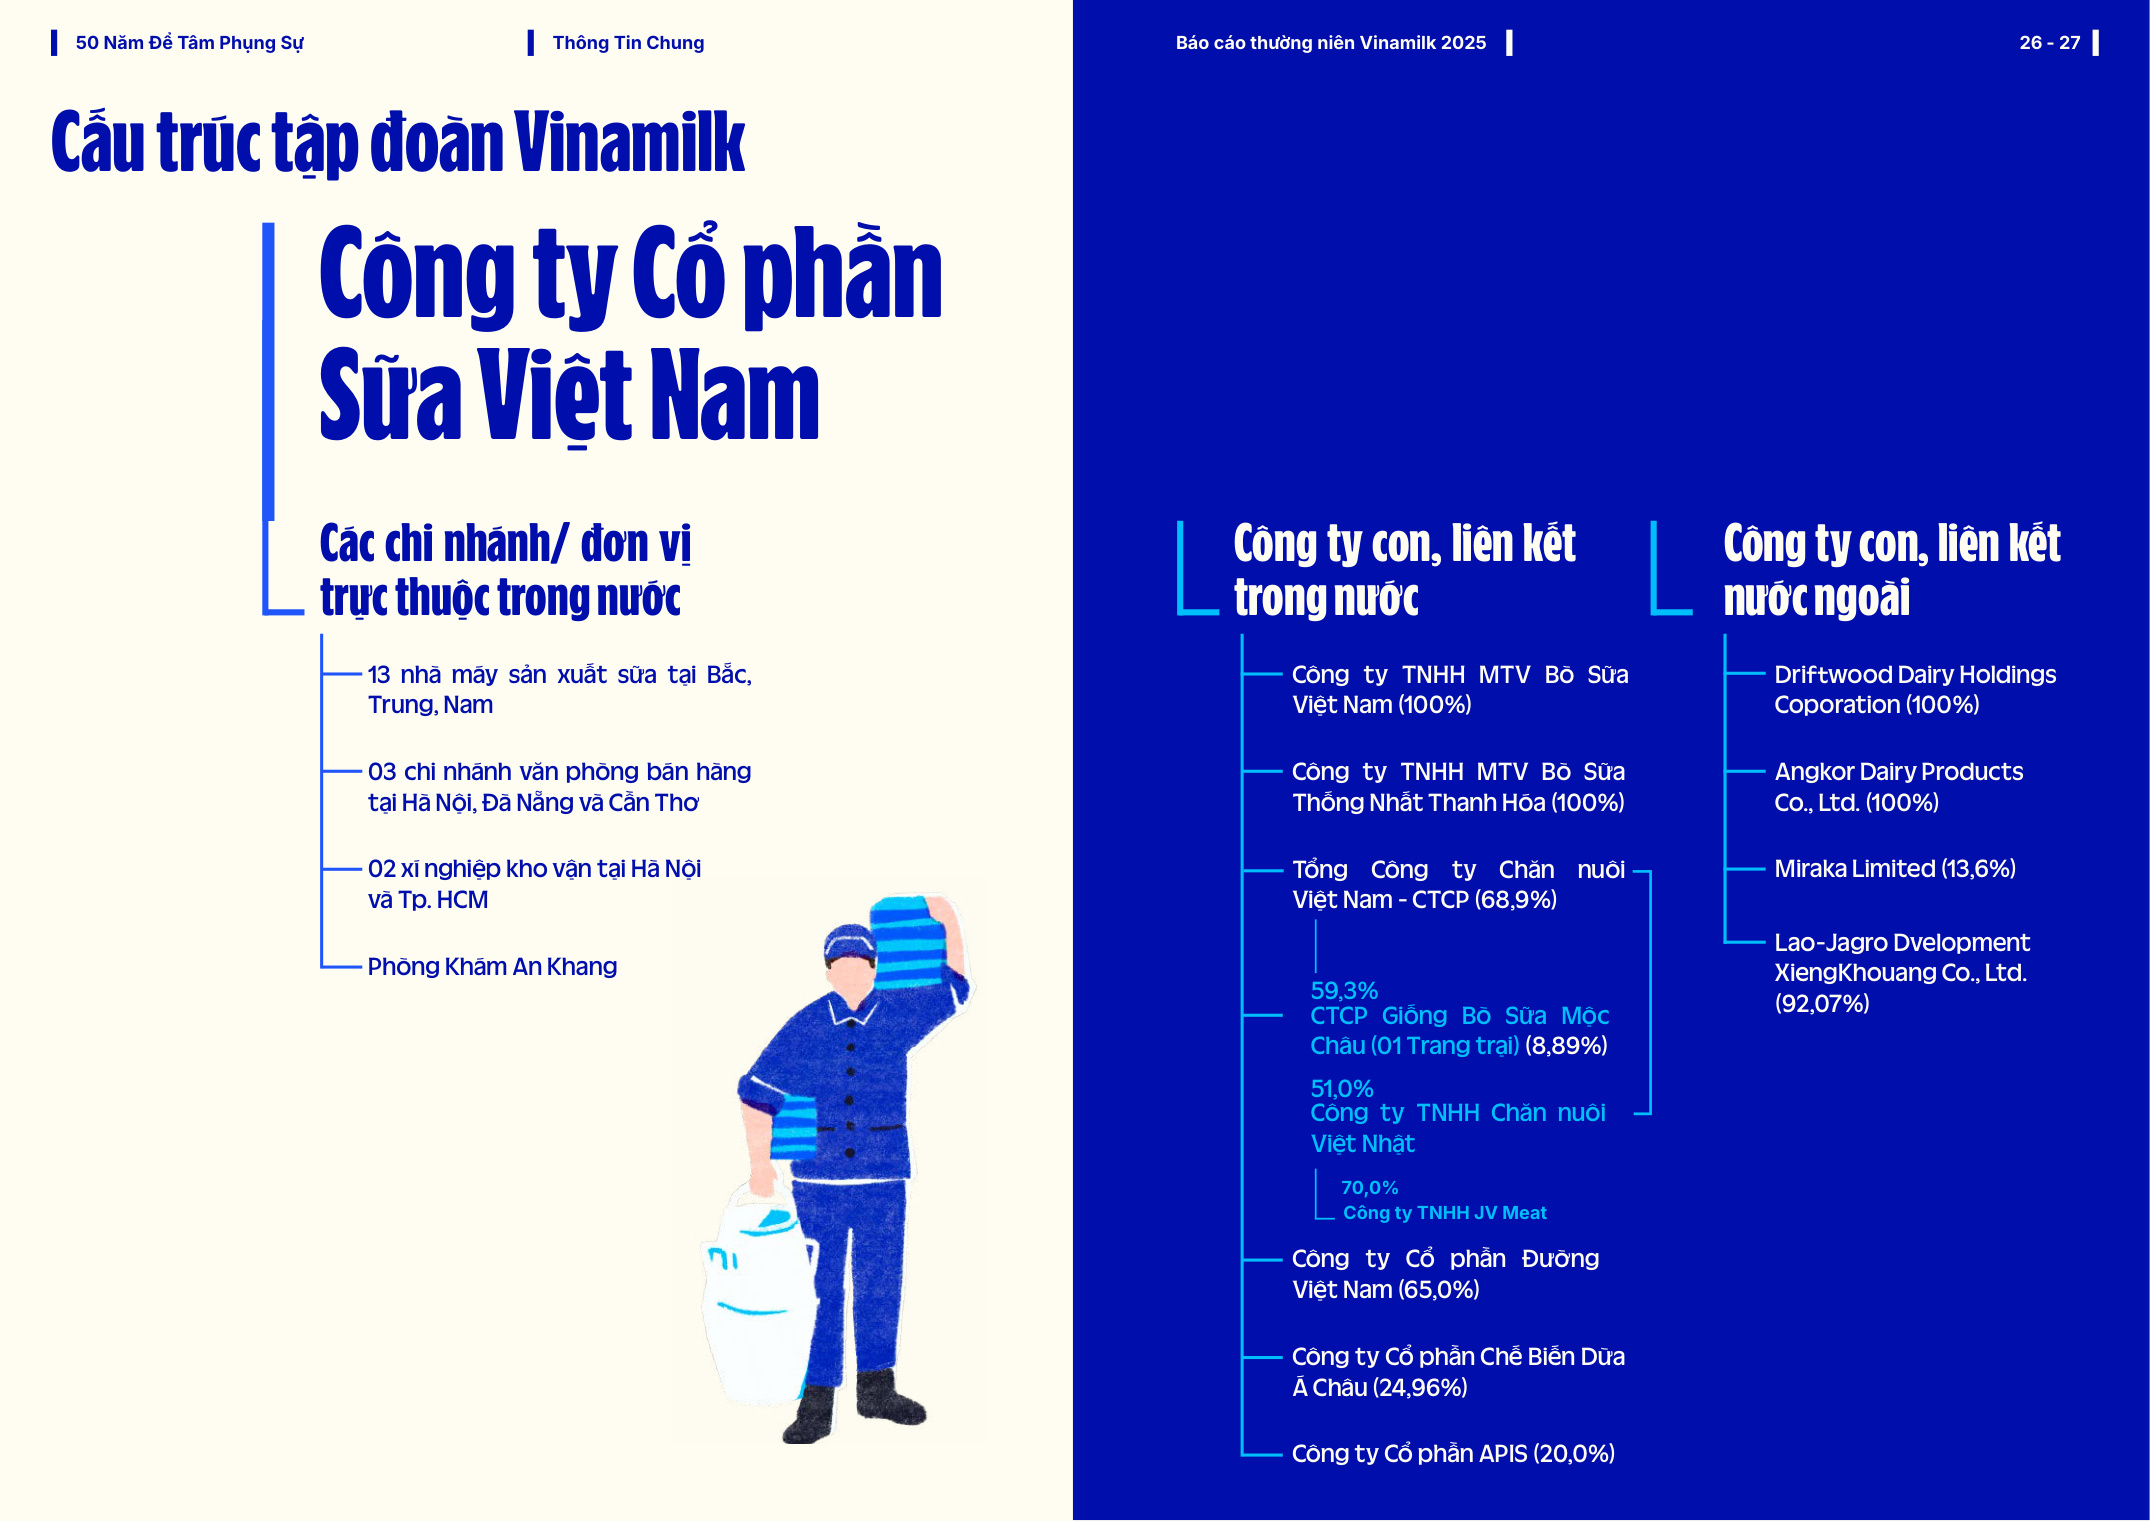 50 Năm Để Tâm Phụng Sự
Thông Tin Chung
Báo cáo thường niên Vinamilk 2025
26 - 27
Cấu trúc tập đoàn Vinamilk
Công ty Cổ phần
Sữa Việt Nam
Các chi nhánh/ đơn vị
trực thuộc trong nước
13 nhà máy sản xuất sữa tại Bắc,
Trung, Nam
03 chi nhánh văn phòng bán hàng
tại Hà Nội, Đà Nẵng và Cần Thơ
02 xí nghiệp kho vận tại Hà Nội
và Tp. HCM
Phòng Khám An Khang
Công ty con, liên kết
trong nước
Công ty TNHH MTV Bò Sữa
Việt Nam (100%)
Công ty TNHH MTV Bò Sữa
Thống Nhất Thanh Hóa (100%)
Tổng Công ty Chăn nuôi
Việt Nam - CTCP (68,9%)
59,3%
CTCP Giống Bò Sữa Mộc
Châu (01 Trang trại) (8,89%)
51,0%
Công ty TNHH Chăn nuôi
Việt Nhật
70,0%
Công ty TNHH JV Meat
Công ty Cổ phần Đường
Việt Nam (65,0%)
Công ty Cổ phần Chế Biến Dừa
Á Châu (24,96%)
Công ty Cổ phần APIS (20,0%)
Công ty con, liên kết
nước ngoài
Driftwood Dairy Holdings
Coporation (100%)
Angkor Dairy Products
Co., Ltd. (100%)
Miraka Limited (13,6%)
Lao-Jagro Dvelopment
XiengKhouang Co., Ltd.
(92,07%)